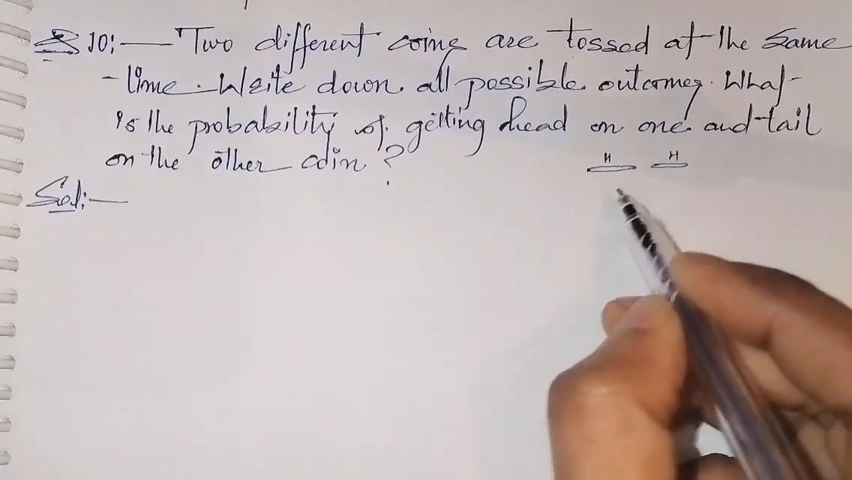 10:— Two different coins are tossed at the same
-time. Write down all possible outcomes. What-
is the probability of getting head on one and tail
on the other coin?
H H
Sol:—